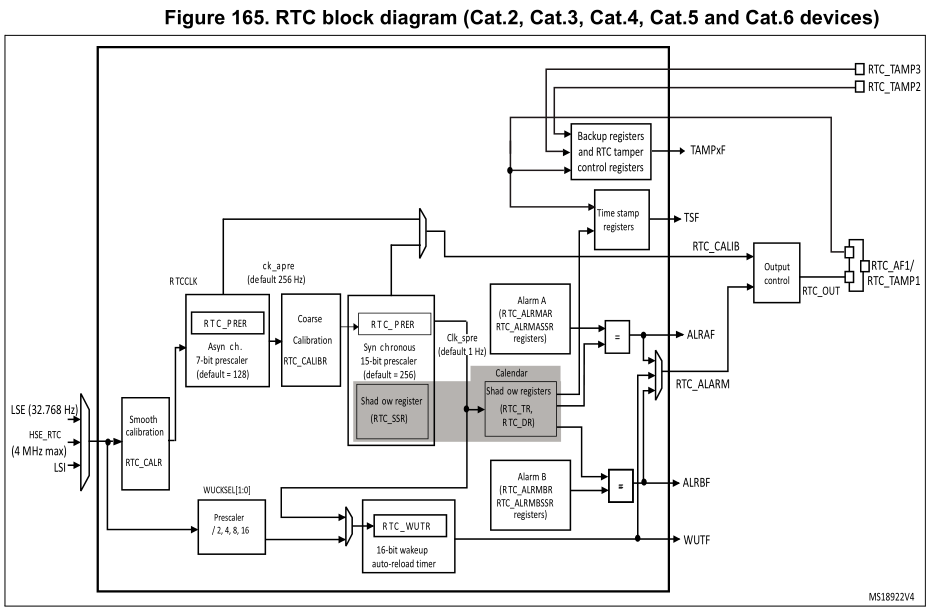 Figure 165. RTC block diagram (Cat.2, Cat.3, Cat.4, Cat.5 and Cat.6 devices)
RTC_TAMP3
RTC_TAMP2
Backup registers
and RTC tamper
control registers
TAMPxF
Time stamp
registers
TSF
RTC_CALIB
Output
control
RTC_OUT
RTC_AF1/
RTC_TAMP1
RTCCLK
ck_apre
(default 256 Hz)
RTC_PRER
Asyn ch.
7-bit prescaler
(default = 128)
Coarse
Calibration
RTC_CALIBR
RTC_PRER
Syn chronous
15-bit prescaler
(default = 256)
Shad ow register
(RTC_SSR)
Clk_spre
(default 1 Hz)
Calendar
Shad ow registers
(RTC_TR,
RTC_DR)
Alarm A
(RTC_ALRMAR
RTC_ALRMASSR
registers)
=
ALRAF
RTC_ALARM
LSE (32.768 Hz)
HSE_RTC
(4 MHz max)
LSI
Smooth
calibration
RTC_CALR
Alarm B
(RTC_ALRMBR
RTC_ALRMBSSR
registers)
=
ALRBF
WUCKSEL[1:0]
Prescaler
/ 2, 4, 8, 16
RTC_WUTR
16-bit wakeup
auto-reload timer
WUTF
MS18922V4